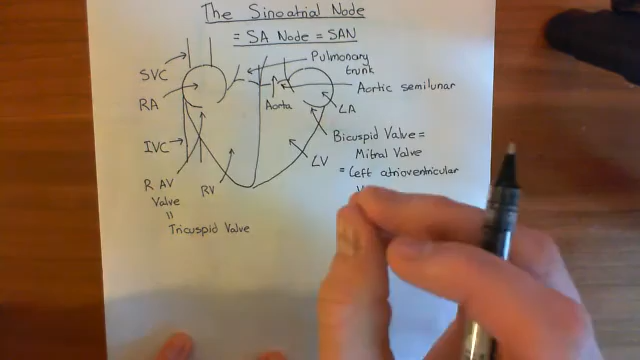 The Sinoatrial Node
= SA Node = SAN
Pulmonary
trunk
SVC
Aortic semilunar
RA
Aorta
LA
Bicuspid Valve =
Mitral Valve
= Left atrioventricular
IVC
LV
R AV
Valve
=
Tricuspid Valve
RV